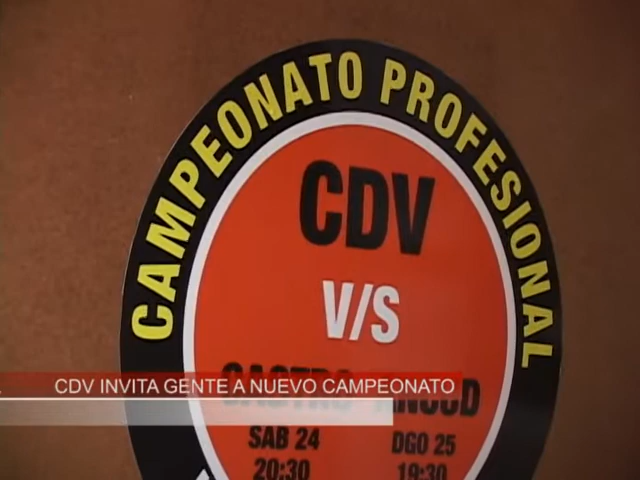 CAMPEONATO PROFESIONAL
CDV
V/S
CDV INVITA GENTE A NUEVO CAMPEONATO
SAB 24 DGO 25
20:30 19:30